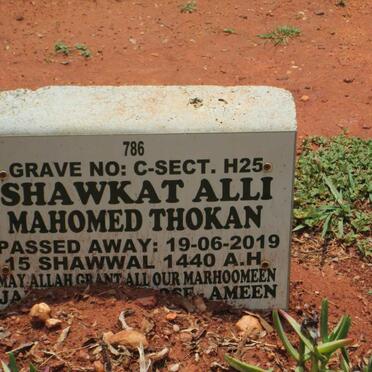 786
GRAVE NO: C-SECT. H25
SHAWKAT ALLI
MAHOMED THOKAN
PASSED AWAY: 19-06-2019
15 SHAWWAL 1440 A.H
MAY ALLAH GRANT ALL OUR MARHOOMEEN
AMEEN